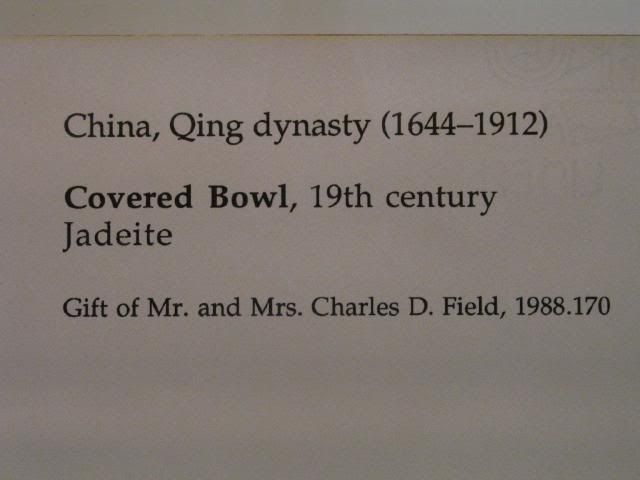 China, Qing dynasty (1644–1912)
Covered Bowl, 19th century
Jadeite
Gift of Mr. and Mrs. Charles D. Field, 1988.170